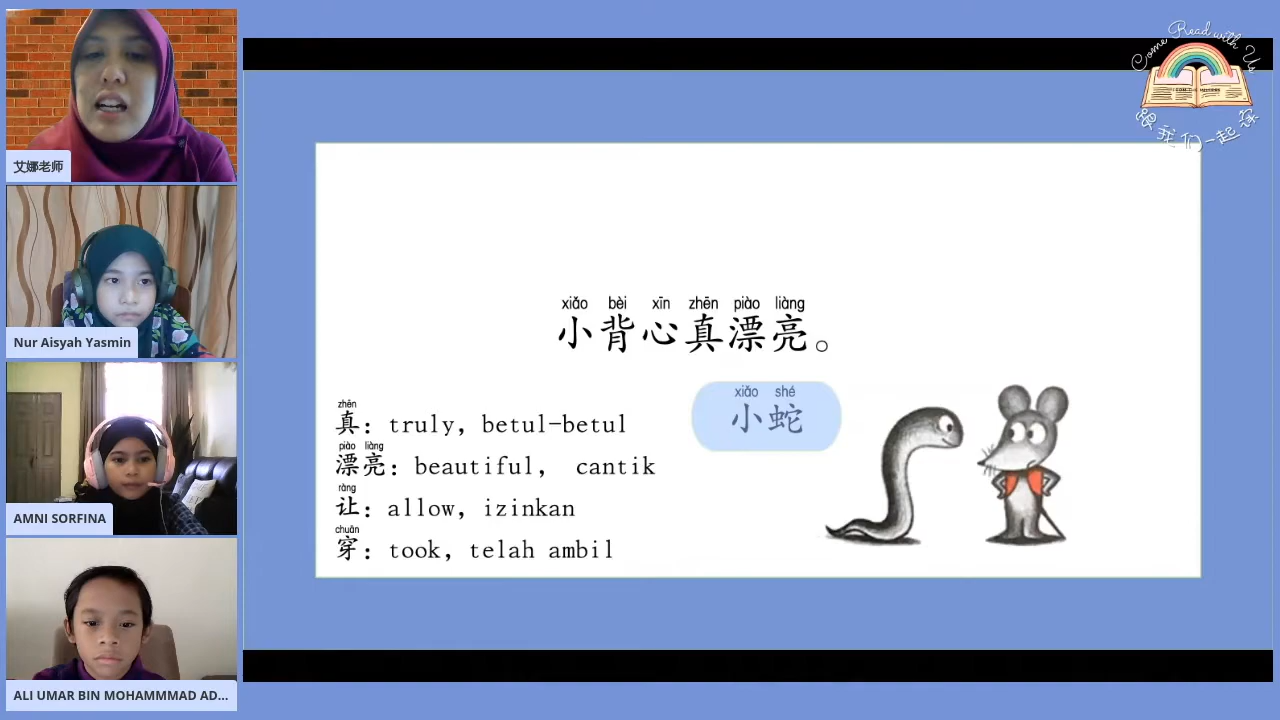 艾娜老师
Nur Aisyah Yasmin
AMNI SORFINA
ALI UMAR BIN MOHAMMMAD AD...
Come Read with Us
跟我们一起读
xiǎo bèi xīn zhēn piào liàng
小背心真漂亮。
xiǎo shé
小蛇
zhēn
真：truly，betul-betul
piào liàng
漂亮：beautiful， cantik
ràng
让：allow，izinkan
chuān
穿：took，telah ambil